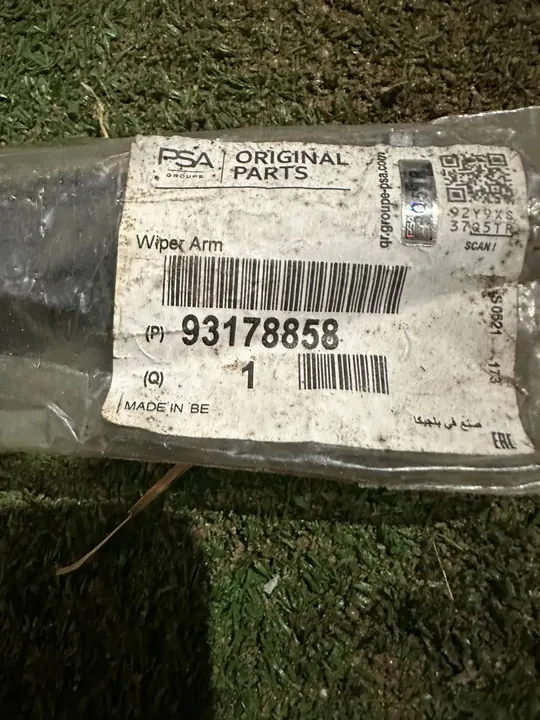 PSA
GROUPE
ORIGINAL
PARTS
qr.groupe-psa.com
92Y9XS
37Q5TR
SCAN!
Wiper Arm
(P) 93178858
(Q) 1
MADE IN BE
صنع في بلجيكا
EAC